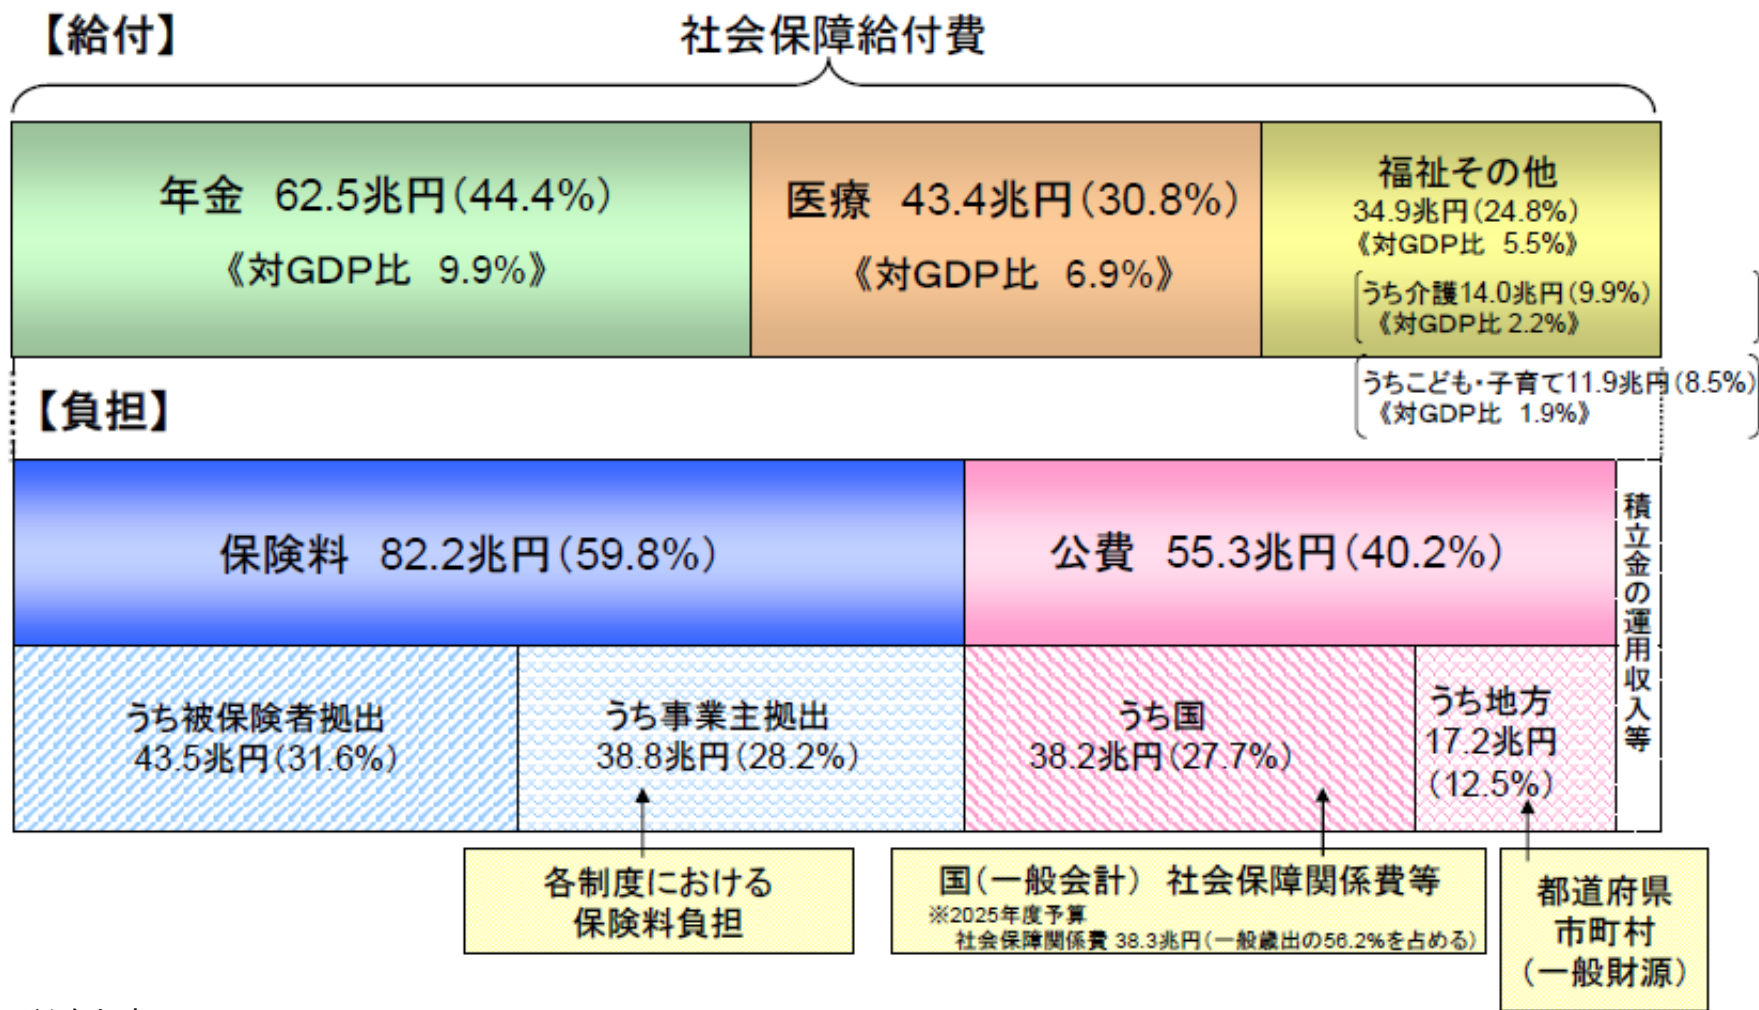 【給付】
社会保障給付費
年金 62.5兆円(44.4%)
《対GDP比 9.9%》
医療 43.4兆円(30.8%)
《対GDP比 6.9%》
福祉その他
34.9兆円(24.8%)
《対GDP比 5.5%》
うち介護14.0兆円(9.9%)
《対GDP比 2.2%》
うちこども・子育て11.9兆円(8.5%)
《対GDP比 1.9%》
【負担】
保険料 82.2兆円(59.8%)
公費 55.3兆円(40.2%)
積立金の運用収入等
うち被保険者拠出
43.5兆円(31.6%)
うち事業主拠出
38.8兆円(28.2%)
うち国
38.2兆円(27.7%)
うち地方
17.2兆円
(12.5%)
各制度における
保険料負担
国(一般会計) 社会保障関係費等
※2025年度予算
社会保障関係費 38.3兆円(一般歳出の56.2%を占める)
都道府県
市町村
(一般財源)